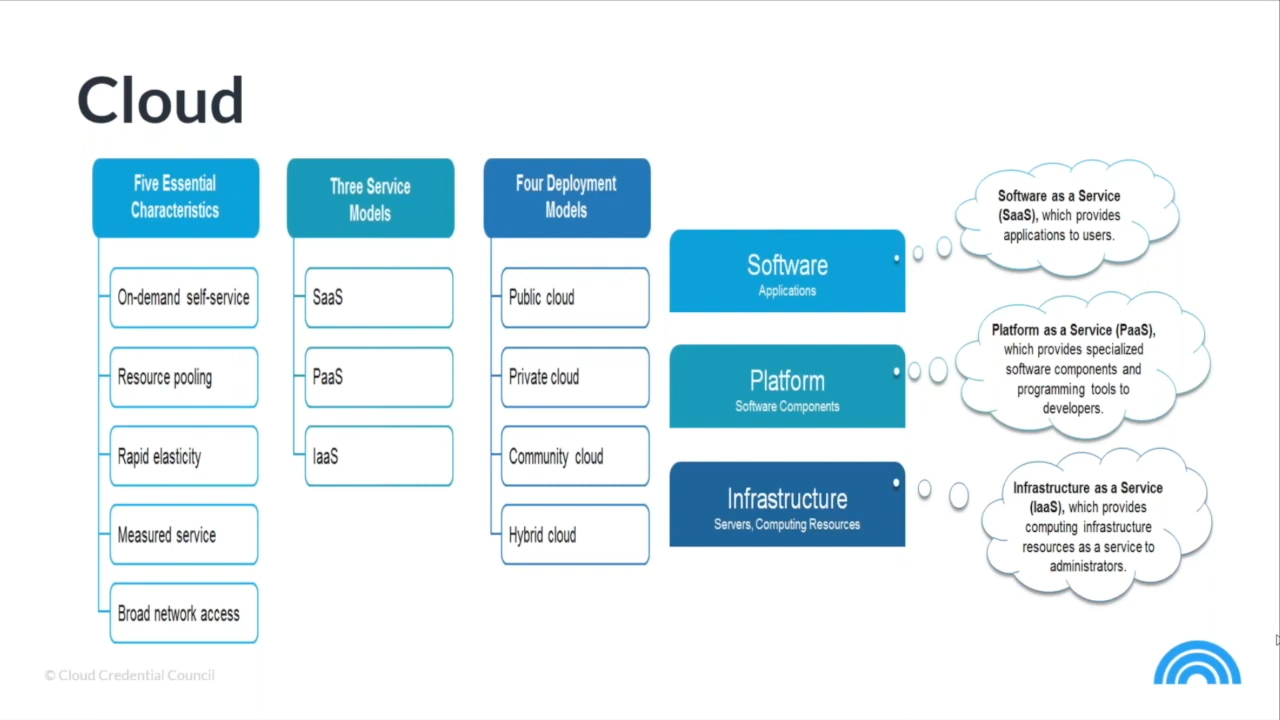 Cloud
Five Essential
Characteristics
On-demand self-service
Resource pooling
Rapid elasticity
Measured service
Broad network access
Three Service
Models
SaaS
PaaS
IaaS
Four Deployment
Models
Public cloud
Private cloud
Community cloud
Hybrid cloud
Software
Applications
Software as a Service
(SaaS), which provides
applications to users.
Platform
Software Components
Platform as a Service (PaaS),
which provides specialized
software components and
programming tools to
developers.
Infrastructure
Servers, Computing Resources
Infrastructure as a Service
(IaaS), which provides
computing infrastructure
resources as a service to
administrators.
© Cloud Credential Council